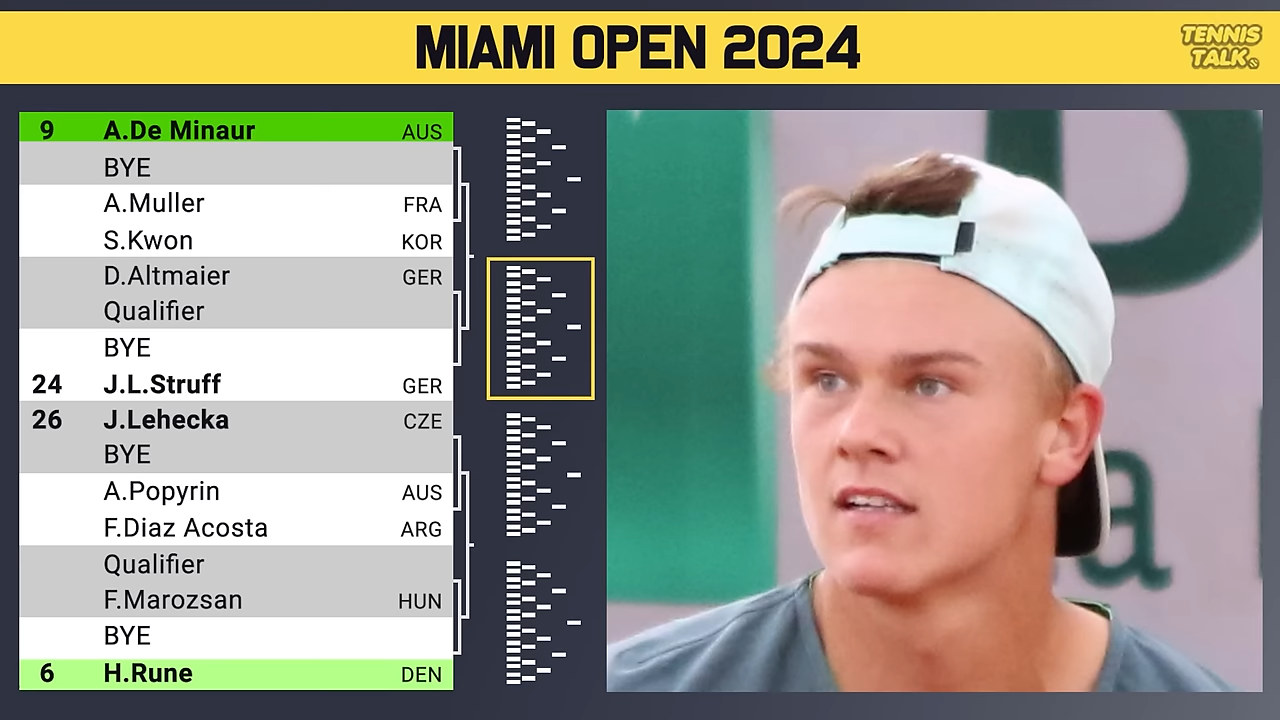 MIAMI OPEN 2024
TENNIS
TALK
9 A.De Minaur AUS
BYE
A.Muller FRA
S.Kwon KOR
D.Altmaier GER
Qualifier
BYE
24 J.L.Struff GER
26 J.Lehecka CZE
BYE
A.Popyrin AUS
F.Diaz Acosta ARG
Qualifier
F.Marozsan HUN
BYE
6 H.Rune DEN
a